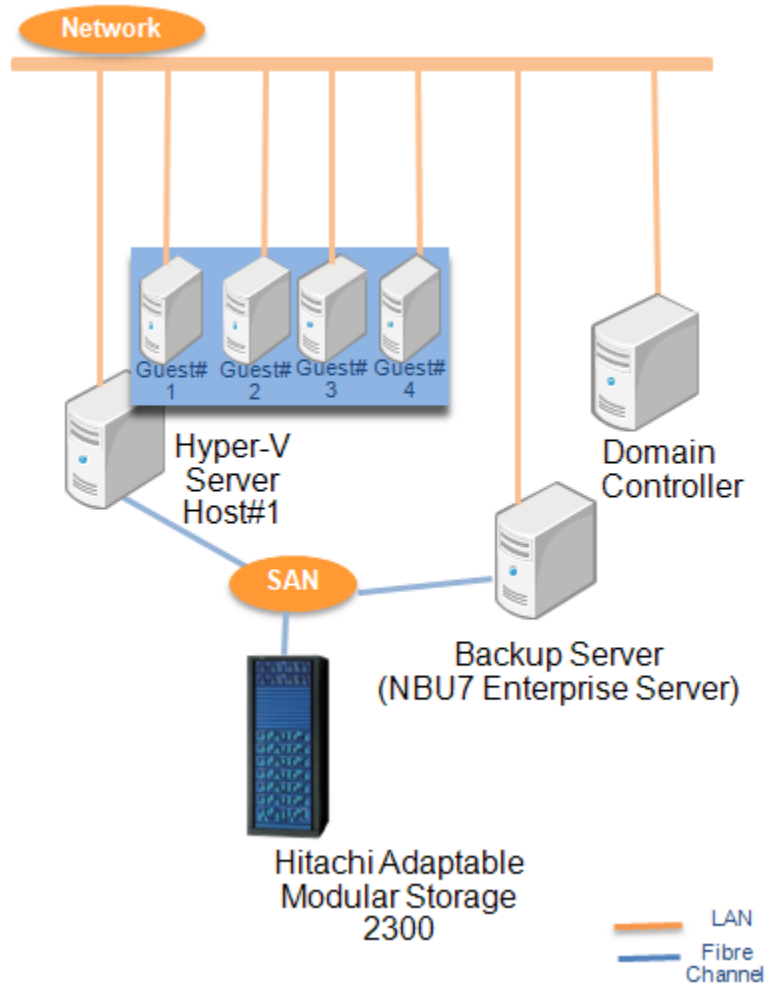 Network
Guest#
1
Guest#
2
Guest#
3
Guest#
4
Hyper-V
Server
Host#1
Domain
Controller
SAN
Backup Server
(NBU7 Enterprise Server)
Hitachi Adaptable
Modular Storage
2300
LAN
Fibre
Channel